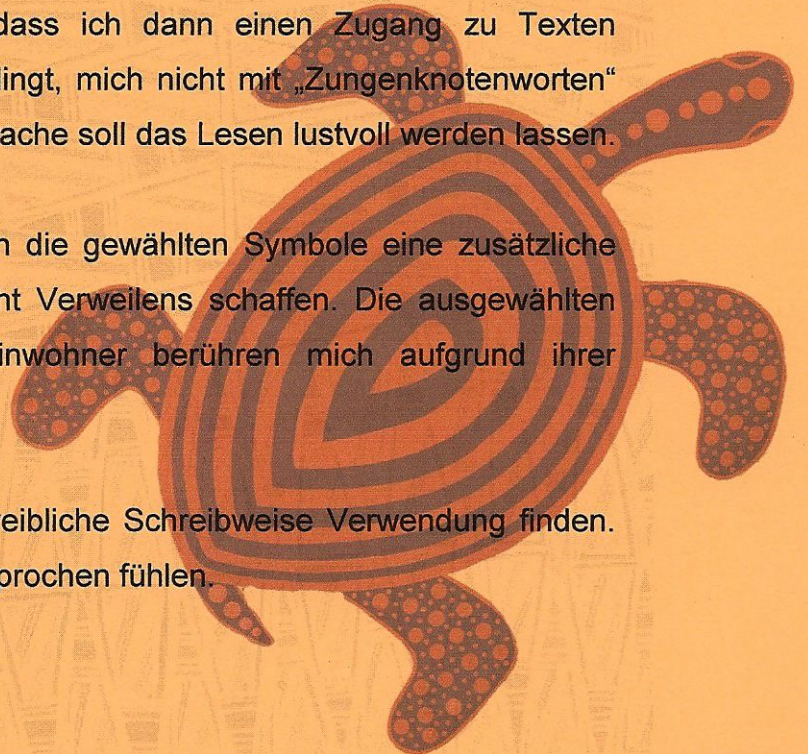 dass ich dann einen Zugang zu Texten
lingt, mich nicht mit „Zungenknotenworten“
ache soll das Lesen lustvoll werden lassen.
n die gewählten Symbole eine zusätzliche
nt Verweilens schaffen. Die ausgewählten
inwohner berühren mich aufgrund ihrer
eibliche Schreibweise Verwendung finden.
prochen fühlen.